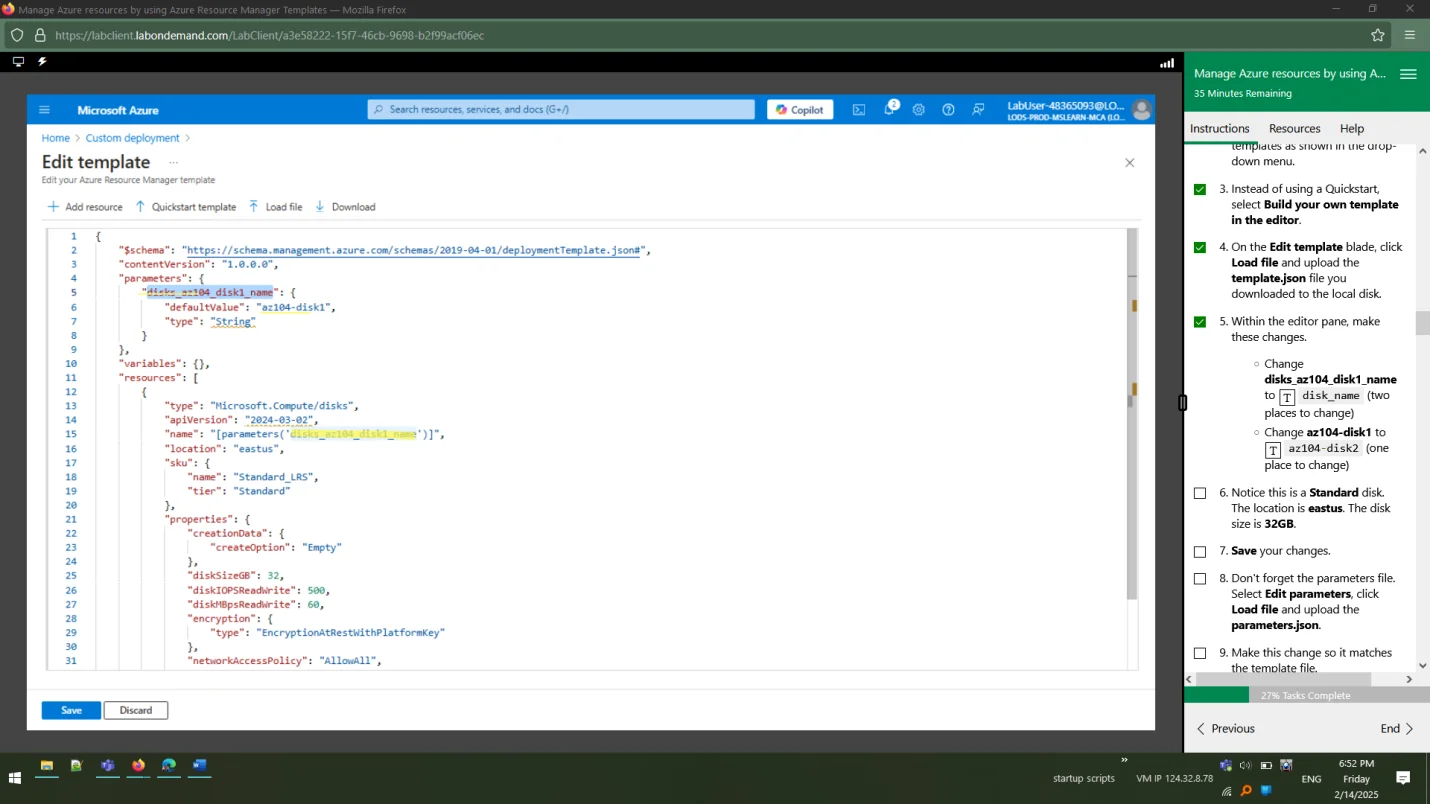 Manage Azure resources by using Azure Resource Manager Templates — Mozilla Firefox
https://labclient.labondemand.com/LabClient/a3e58222-15f7-46cb-9698-b2f99acf06ec
Microsoft Azure
Search resources, services, and docs (G+/)
Copilot
2
LabUser-48365093@LO...
LODS-PROD-MSLEARN-MCA (LO...
Home > Custom deployment >
Edit template ...
Edit your Azure Resource Manager template
Add resource
Quickstart template
Load file
Download
1 {
2 "$schema": "https://schema.management.azure.com/schemas/2019-04-01/deploymentTemplate.json#",
3 "contentVersion": "1.0.0.0",
4 "parameters": {
5 "disks_az104_disk1_name": {
6 "defaultValue": "az104-disk1",
7 "type": "String"
8 }
9 },
10 "variables": {},
11 "resources": [
12 {
13 "type": "Microsoft.Compute/disks",
14 "apiVersion": "2024-03-02",
15 "name": "[parameters('disks_az104_disk1_name')]",
16 "location": "eastus",
17 "sku": {
18 "name": "Standard_LRS",
19 "tier": "Standard"
20 },
21 "properties": {
22 "creationData": {
23 "createOption": "Empty"
24 },
25 "diskSizeGB": 32,
26 "diskIOPSReadWrite": 500,
27 "diskMBpsReadWrite": 60,
28 "encryption": {
29 "type": "EncryptionAtRestWithPlatformKey"
30 },
31 "networkAccessPolicy": "AllowAll",
Save
Discard
Manage Azure resources by using A...
35 Minutes Remaining
Instructions
Resources
Help
templates as shown in the drop-
down menu.
3. Instead of using a Quickstart,
select Build your own template
in the editor.
4. On the Edit template blade, click
Load file and upload the
template.json file you
downloaded to the local disk.
5. Within the editor pane, make
these changes.
Change
disks_az104_disk1_name
to T disk_name (two
places to change)
Change az104-disk1 to
T az104-disk2 (one
place to change)
6. Notice this is a Standard disk.
The location is eastus. The disk
size is 32GB.
7. Save your changes.
8. Don't forget the parameters file.
Select Edit parameters, click
Load file and upload the
parameters.json.
9. Make this change so it matches
the template file.
27% Tasks Complete
Previous
End
startup scripts
VM IP 124.32.8.78
ENG
6:52 PM
Friday
2/14/2025